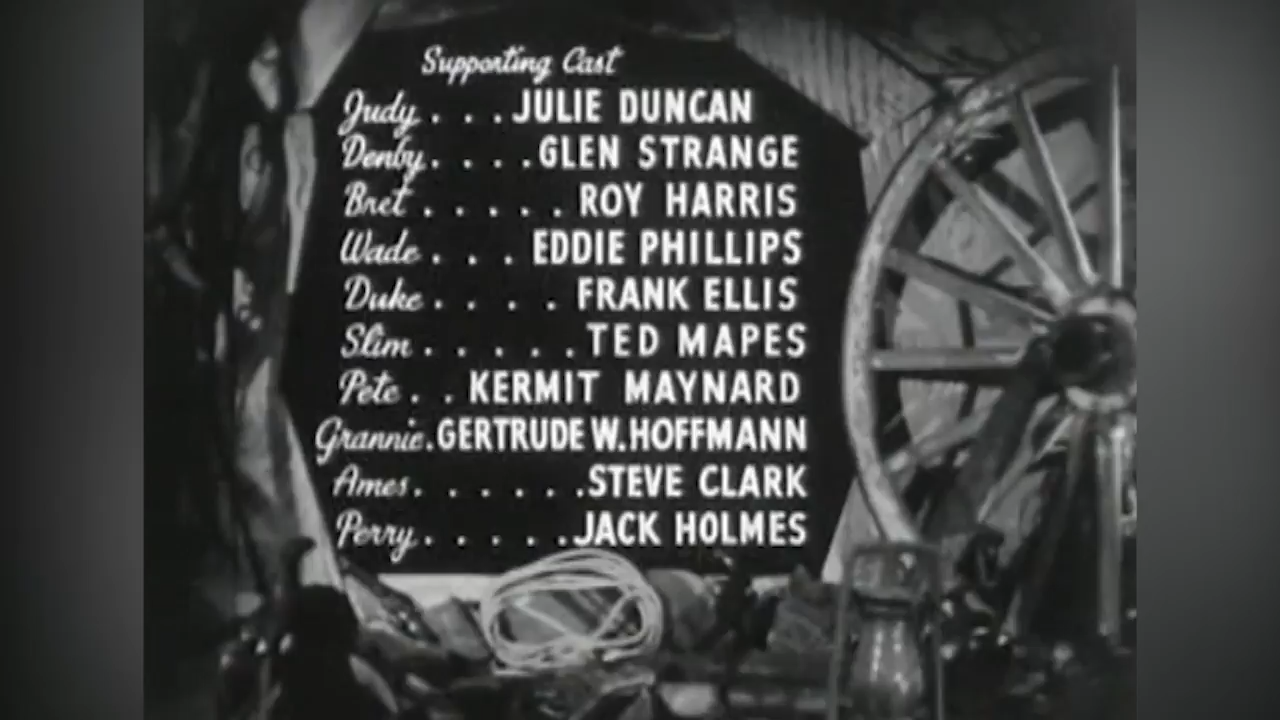 Supporting Cast
Judy . . . JULIE DUNCAN
Denby . . . . GLEN STRANGE
Bret . . . . . ROY HARRIS
Wade . . . EDDIE PHILLIPS
Duke . . . . FRANK ELLIS
Slim . . . . . TED MAPES
Pete . . KERMIT MAYNARD
Grannie . GERTRUDE W. HOFFMANN
Ames . . . . . . . STEVE CLARK
Perry . . . . . JACK HOLMES